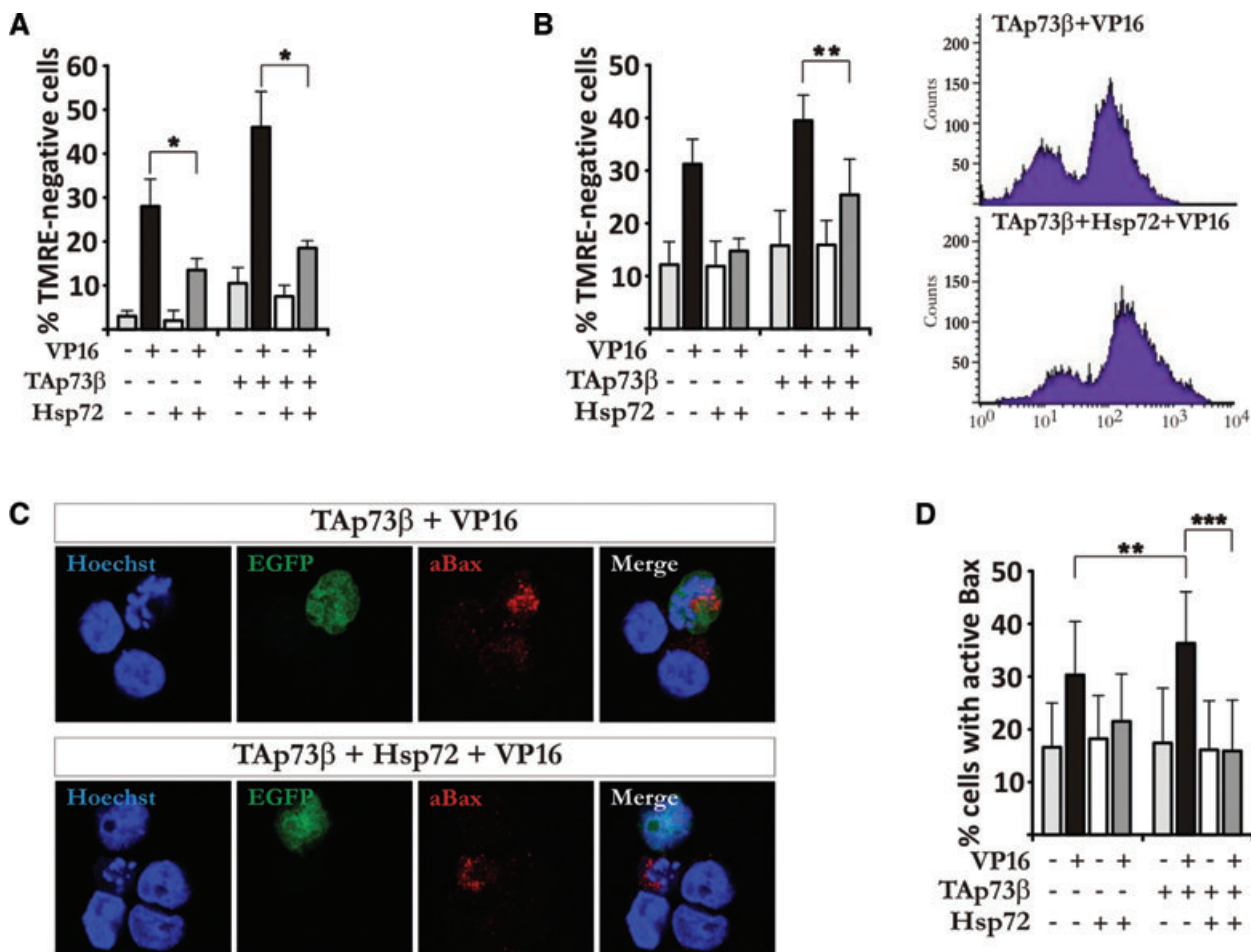 A
% TMRE-negative cells
60
50
40
30
20
10
*
*
VP16 - + - + - + - +
TAp73β - - - - + + + +
Hsp72 - - + + - - + +
B
% TMRE-negative cells
50
40
30
20
10
**
VP16 - + - + - + - +
TAp73β - - - - + + + +
Hsp72 - - + + - - + +
TAp73β+VP16
Counts
200
150
100
50
TAp73β+Hsp72+VP16
Counts
200
150
100
50
10⁰ 10¹ 10² 10³ 10⁴
C
TAp73β + VP16
Hoechst EGFP aBax Merge
TAp73β + Hsp72 + VP16
Hoechst EGFP aBax Merge
D
% cells with active Bax
50
40
30
20
10
**
***
VP16 - + - + - + - +
TAp73β - - - - + + + +
Hsp72 - - + + - - + +